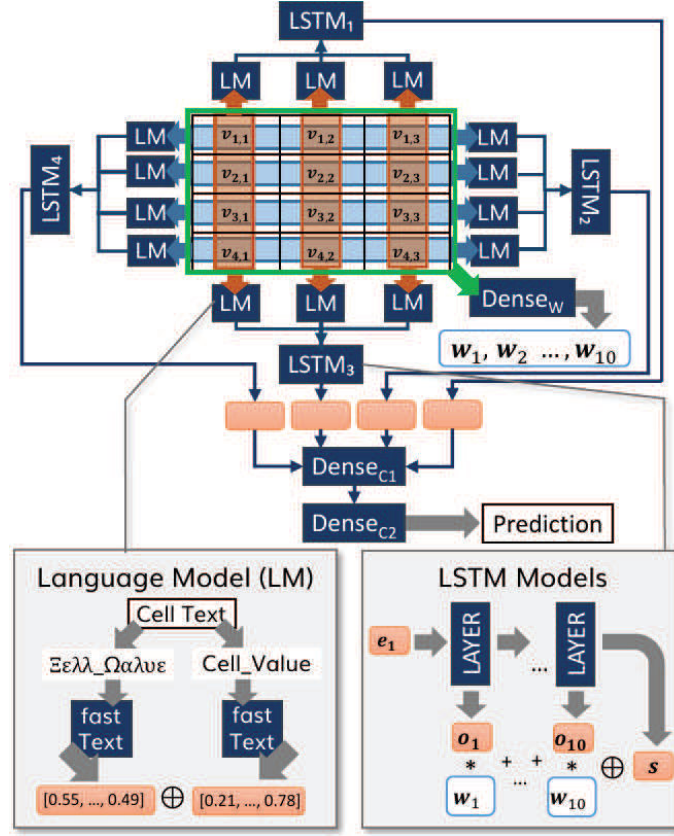 LSTM₁
LM LM LM
LM v₁,₁ v₁,₂ v₁,₃ LM
LM v₂,₁ v₂,₂ v₂,₃ LM
LSTM₄ LSTM₂
LM v₃,₁ v₃,₂ v₃,₃ LM
LM v₄,₁ v₄,₂ v₄,₃ LM
LM LM LM
Dense_W
w₁, w₂ ..., w₁₀
LSTM₃
Dense_C1
Dense_C2 Prediction
Language Model (LM)
Cell Text
Ξελλ_Ωαλυε Cell_Value
fast fast
Text Text
[0.55, ..., 0.49] ⊕ [0.21, ..., 0.78]
LSTM Models
e₁ LAYER ... LAYER
o₁ o₁₀
* + ... + * ⊕ s
w₁ w₁₀